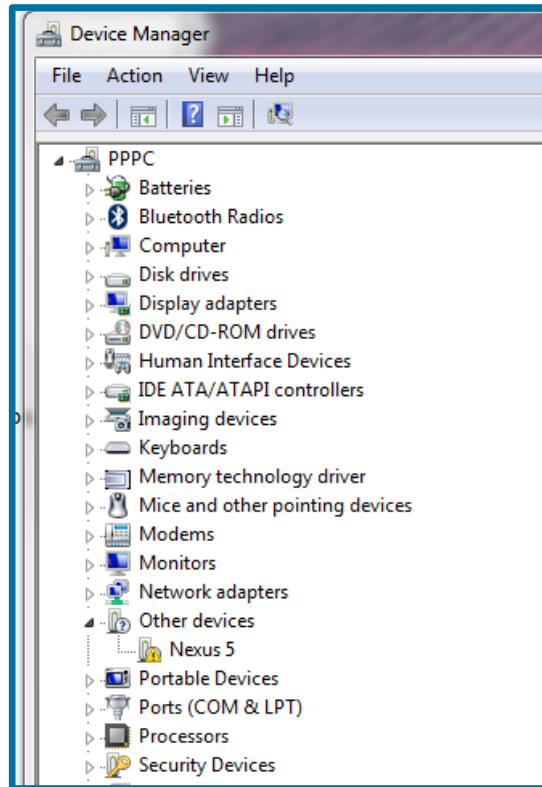 Device Manager
File Action View Help
PPPC
Batteries
Bluetooth Radios
Computer
Disk drives
Display adapters
DVD/CD-ROM drives
Human Interface Devices
IDE ATA/ATAPI controllers
Imaging devices
Keyboards
Memory technology driver
Mice and other pointing devices
Modems
Monitors
Network adapters
Other devices
Nexus 5
Portable Devices
Ports (COM & LPT)
Processors
Security Devices